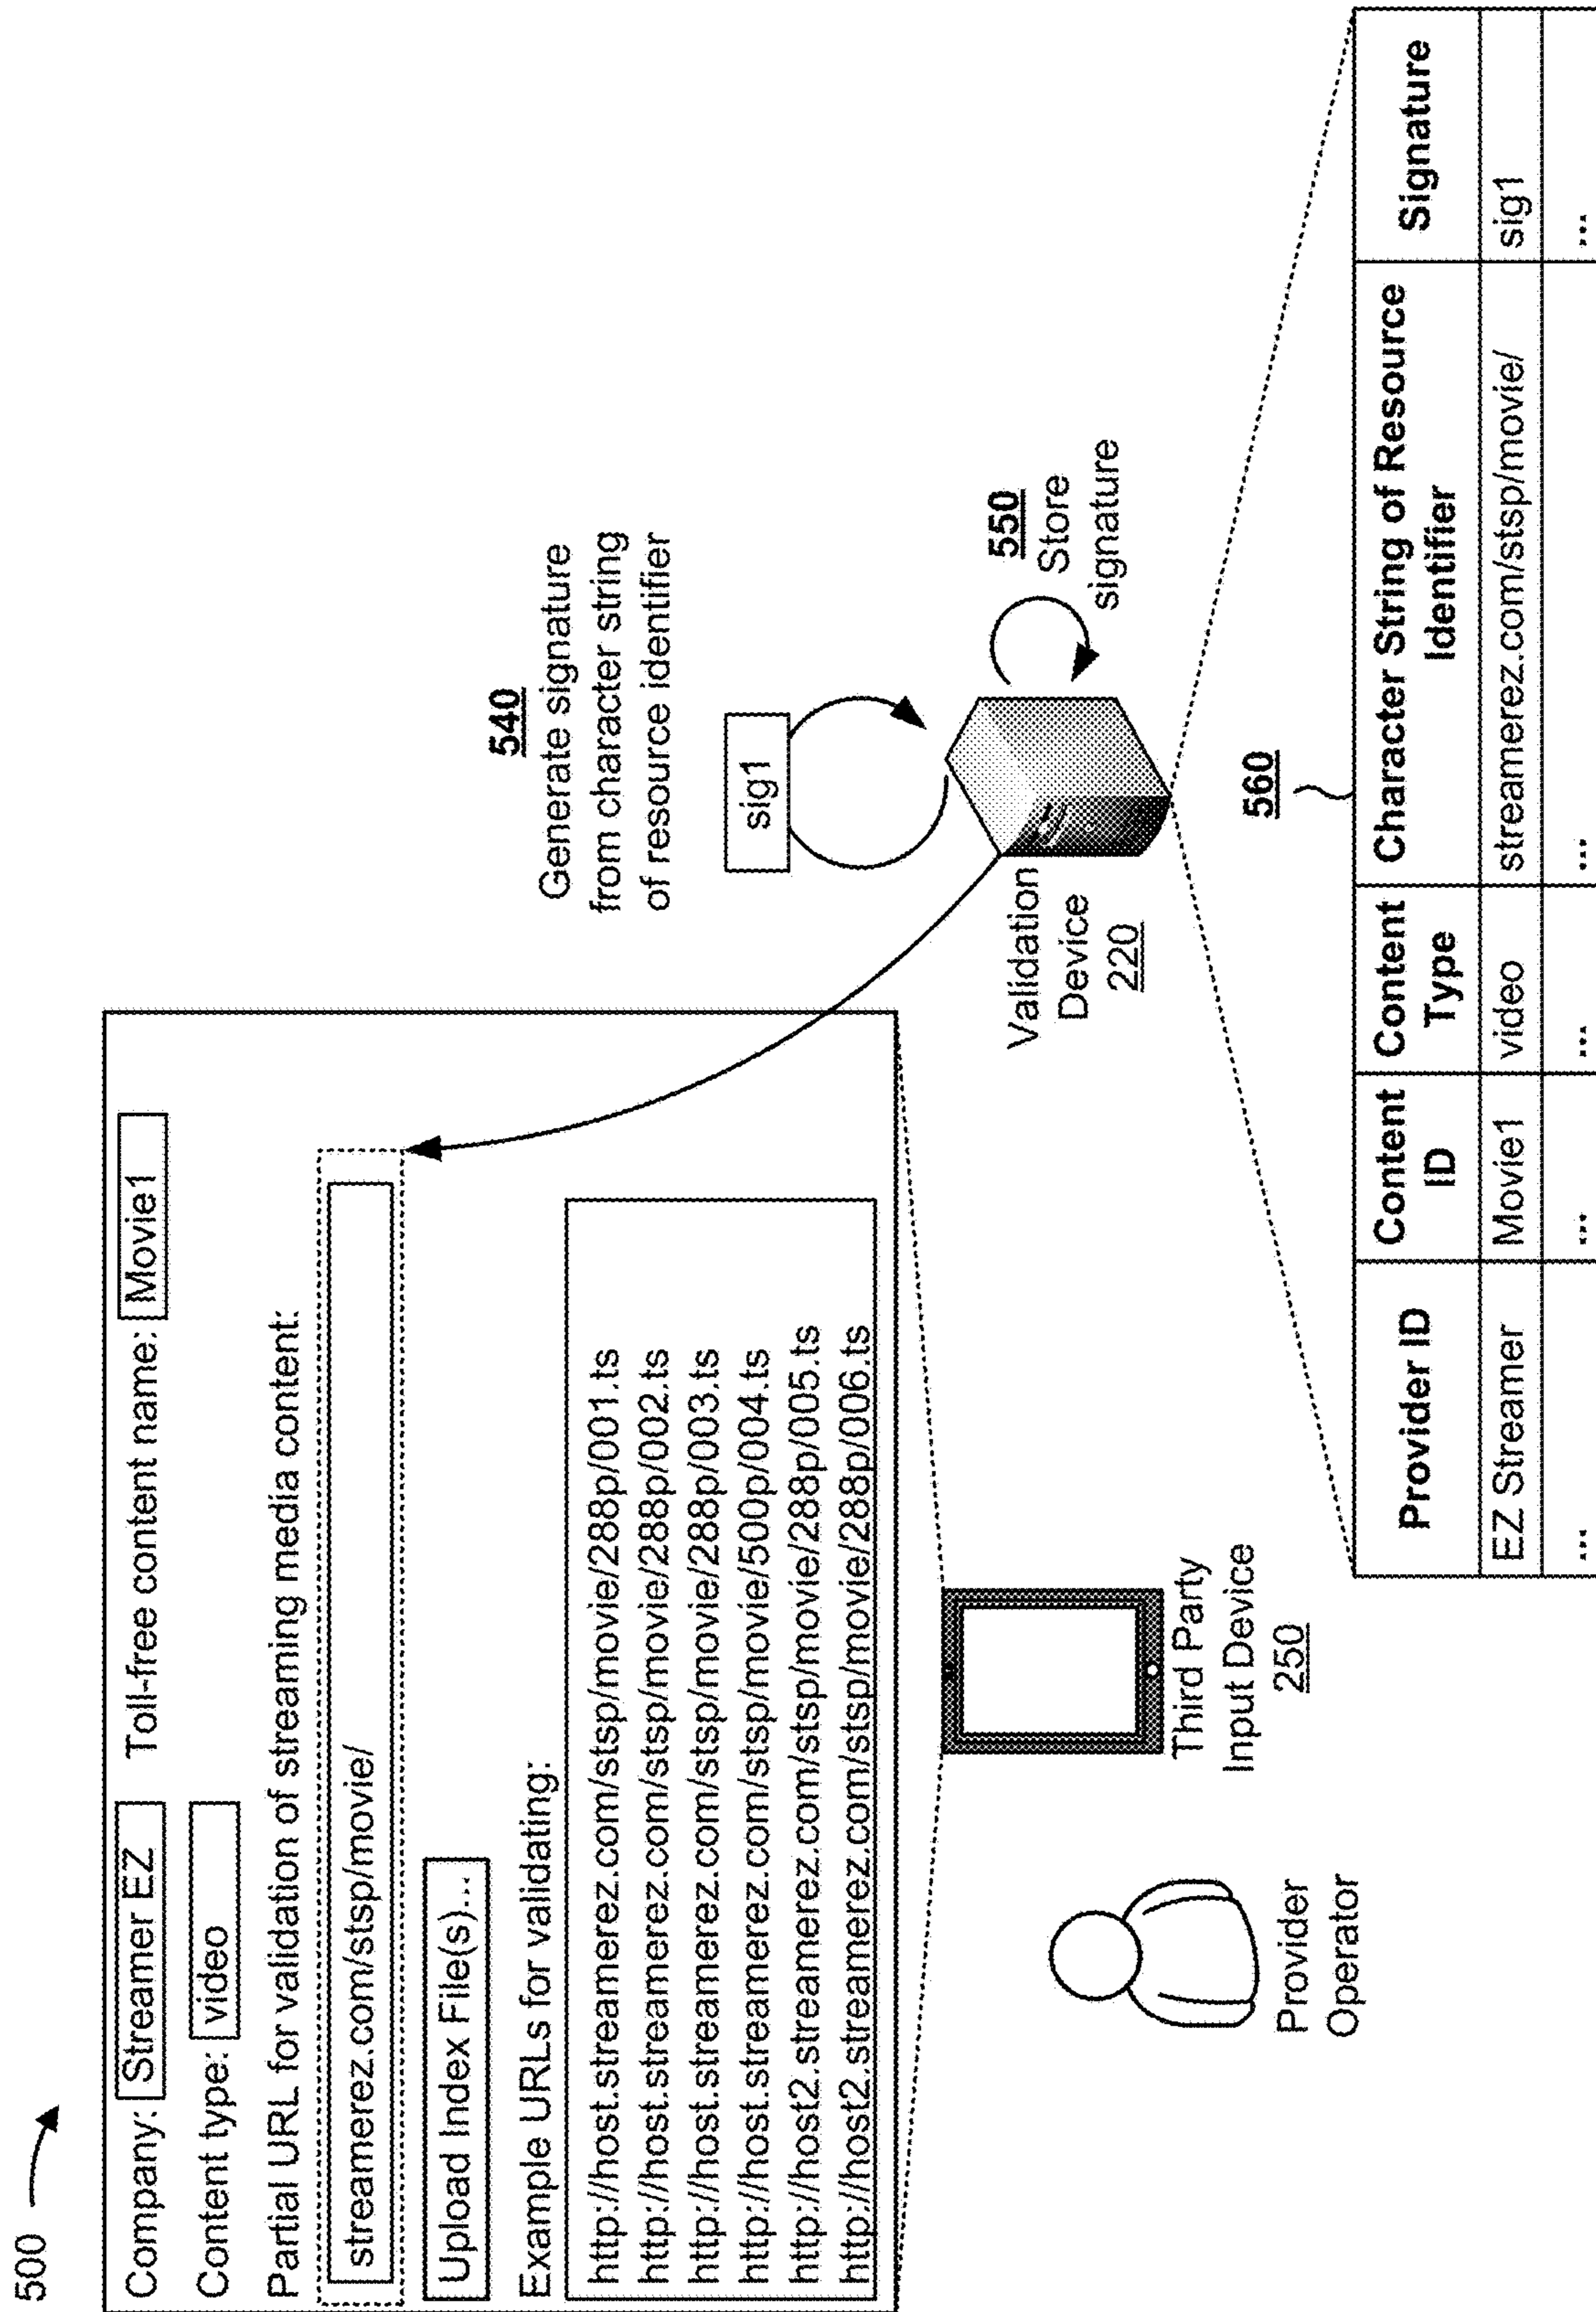 500
Company: Streamer EZ Toll-free content name: Movie1
Content type: video
Partial URL for validation of streaming media content:
streamerez.com/stsp/movie/
Upload Index File(s)...
Example URLs for validating:
http://host.streamerez.com/stsp/movie/288p/001.ts
http://host.streamerez.com/stsp/movie/288p/002.ts
http://host.streamerez.com/stsp/movie/288p/003.ts
http://host.streamerez.com/stsp/movie/500p/004.ts
http://host2.streamerez.com/stsp/movie/288p/005.ts
http://host2.streamerez.com/stsp/movie/288p/006.ts
540
Generate signature
from character string
of resource identifier
sig1
550
Store
signature
Validation
Device
220
Provider
Operator
Third Party
Input Device
250
560
Provider ID Content ID Content Type Character String of Resource Identifier Signature
EZ Streamer Movie1 video streamerez.com/stsp/movie/ sig1
... ... ... ... ...